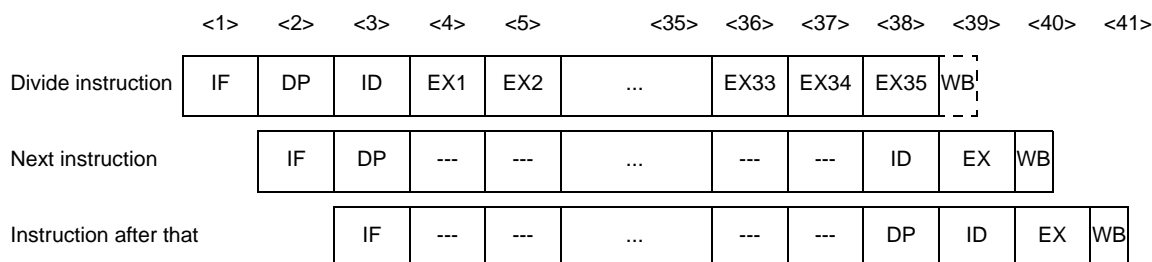 <1> <2> <3> <4> <5> <35> <36> <37> <38> <39> <40> <41>
Divide instruction IF DP ID EX1 EX2 ... EX33 EX34 EX35 WB
Next instruction IF DP --- --- ... --- --- ID EX WB
Instruction after that IF --- --- ... --- --- DP ID EX WB